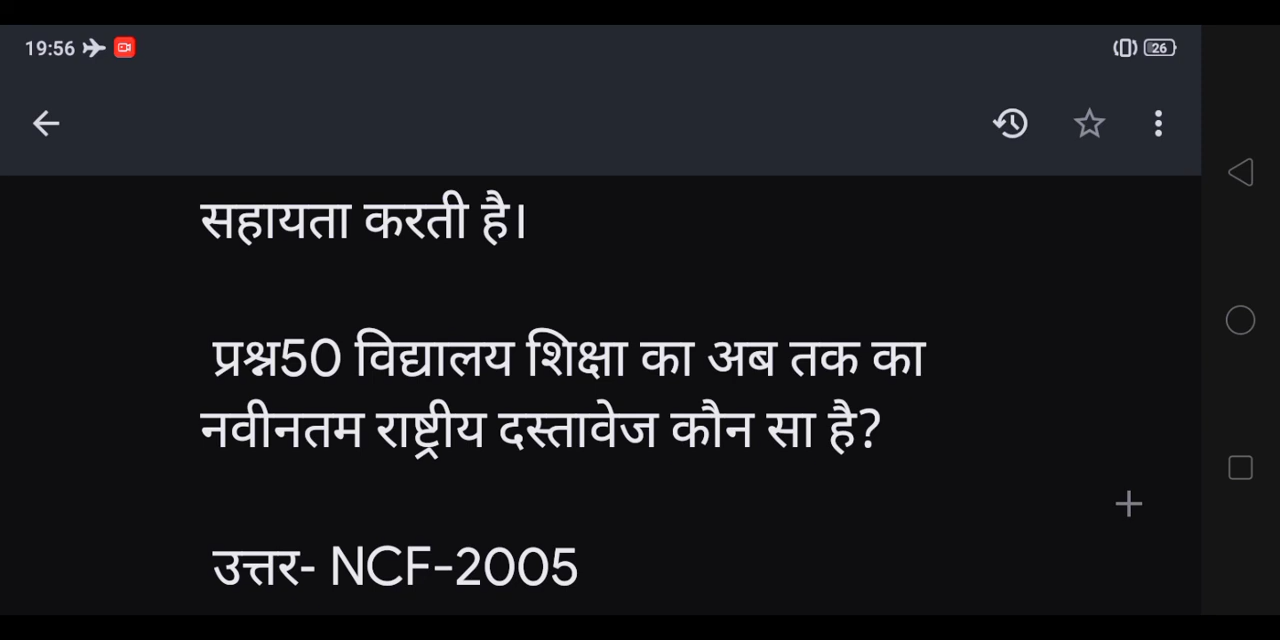 19:56
26
सहायता करती है।
प्रश्न50 विद्यालय शिक्षा का अब तक का
नवीनतम राष्ट्रीय दस्तावेज कौन सा है?
उत्तर- NCF-2005